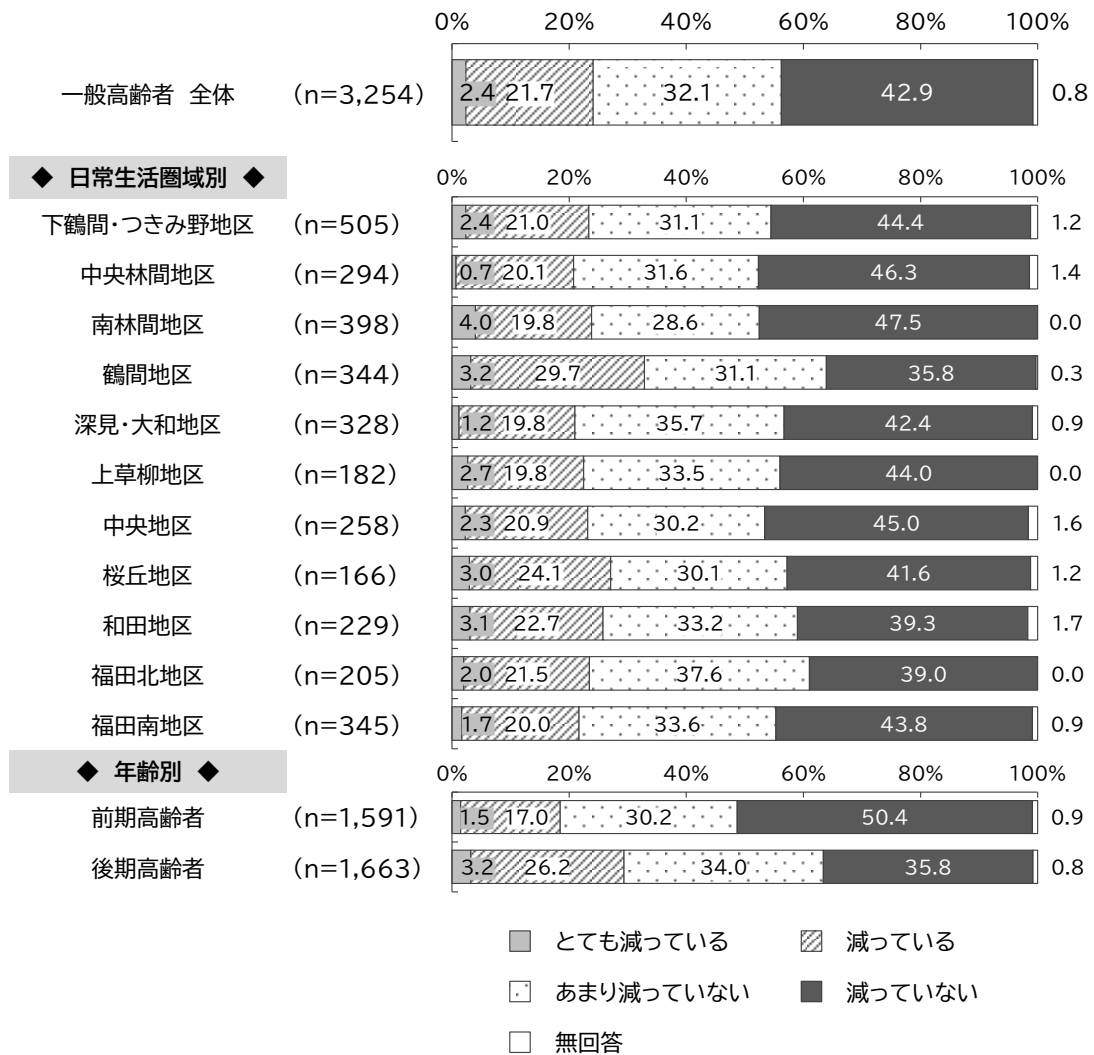 0% 20% 40% 60% 80% 100%
一般高齢者 全体 (n=3,254) 2.4 21.7 32.1 42.9 0.8
◆ 日常生活圏域別 ◆ 0% 20% 40% 60% 80% 100%
下鶴間・つきみ野地区 (n=505) 2.4 21.0 31.1 44.4 1.2
中央林間地区 (n=294) 0.7 20.1 31.6 46.3 1.4
南林間地区 (n=398) 4.0 19.8 28.6 47.5 0.0
鶴間地区 (n=344) 3.2 29.7 31.1 35.8 0.3
深見・大和地区 (n=328) 1.2 19.8 35.7 42.4 0.9
上草柳地区 (n=182) 2.7 19.8 33.5 44.0 0.0
中央地区 (n=258) 2.3 20.9 30.2 45.0 1.6
桜丘地区 (n=166) 3.0 24.1 30.1 41.6 1.2
和田地区 (n=229) 3.1 22.7 33.2 39.3 1.7
福田北地区 (n=205) 2.0 21.5 37.6 39.0 0.0
福田南地区 (n=345) 1.7 20.0 33.6 43.8 0.9
◆ 年齢別 ◆ 0% 20% 40% 60% 80% 100%
前期高齢者 (n=1,591) 1.5 17.0 30.2 50.4 0.9
後期高齢者 (n=1,663) 3.2 26.2 34.0 35.8 0.8
とても減っている 減っている
あまり減っていない 減っていない
無回答